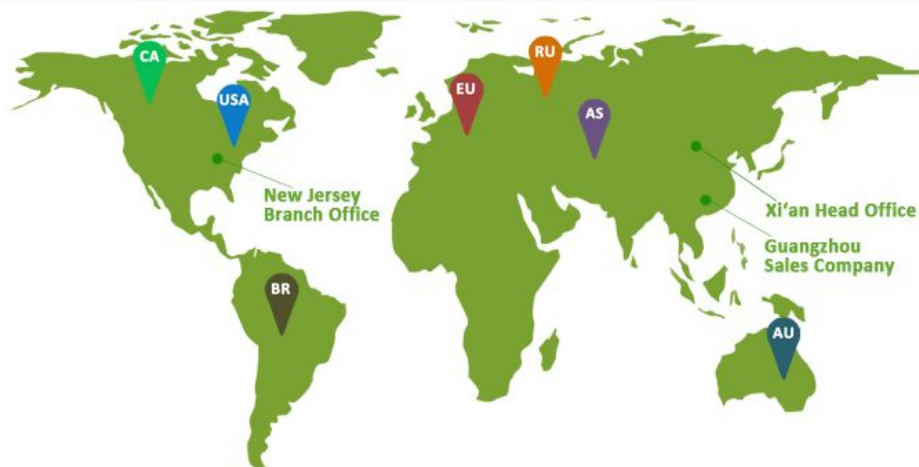 CA
USA
EU
RU
AS
New Jersey
Branch Office
Xi‘an Head Office
Guangzhou
Sales Company
BR
AU